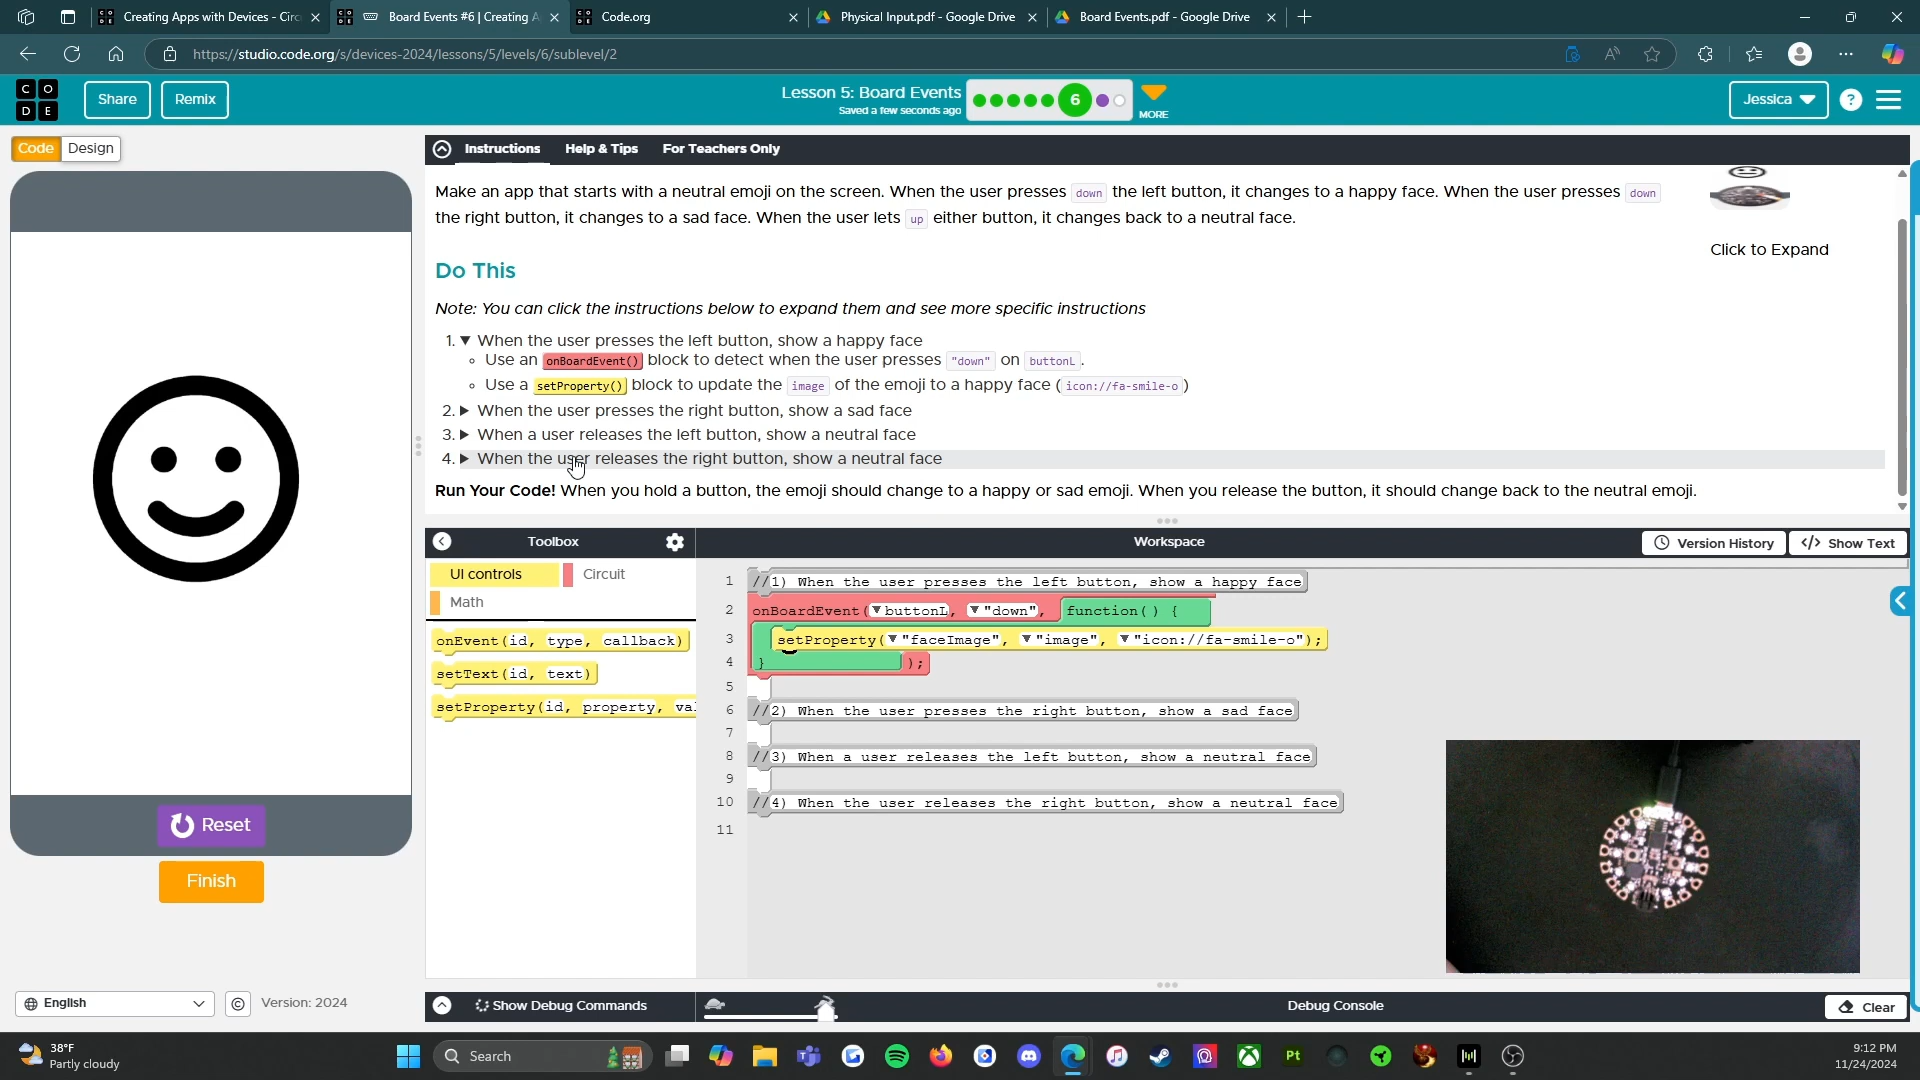 Creating Apps with Devices - Circ
Board Events #6 | Creating A
Code.org
Physical Input.pdf - Google Drive
Board Events.pdf - Google Drive
https://studio.code.org/s/devices-2024/lessons/5/levels/6/sublevel/2
C O
D E
Share
Remix
Lesson 5: Board Events
Saved a few seconds ago
6
MORE
Jessica
?
Code
Design
Instructions
Help & Tips
For Teachers Only
Make an app that starts with a neutral emoji on the screen. When the user presses down the left button, it changes to a happy face. When the user presses down
the right button, it changes to a sad face. When the user lets up either button, it changes back to a neutral face.
Click to Expand
Do This
Note: You can click the instructions below to expand them and see more specific instructions
1. ▼ When the user presses the left button, show a happy face
Use an onBoardEvent() block to detect when the user presses "down" on buttonL.
Use a setProperty() block to update the image of the emoji to a happy face (icon://fa-smile-o)
2. ▶ When the user presses the right button, show a sad face
3. ▶ When a user releases the left button, show a neutral face
4. ▶ When the user releases the right button, show a neutral face
Run Your Code! When you hold a button, the emoji should change to a happy or sad emoji. When you release the button, it should change back to the neutral emoji.
Toolbox
Workspace
Version History
</> Show Text
UI controls
Circuit
Math
onEvent(id, type, callback)
setText(id, text)
setProperty(id, property, val
1 //1) When the user presses the left button, show a happy face
2 onBoardEvent(▼buttonL, ▼"down", function() {
3 setProperty(▼"faceImage", ▼"image", ▼"icon://fa-smile-o");
4 } );
5
6 //2) When the user presses the right button, show a sad face
7
8 //3) When a user releases the left button, show a neutral face
9
10 //4) When the user releases the right button, show a neutral face
11
Reset
Finish
English
©
Version: 2024
Show Debug Commands
Debug Console
Clear
38°F
Partly cloudy
Search
Pt
9:12 PM
11/24/2024